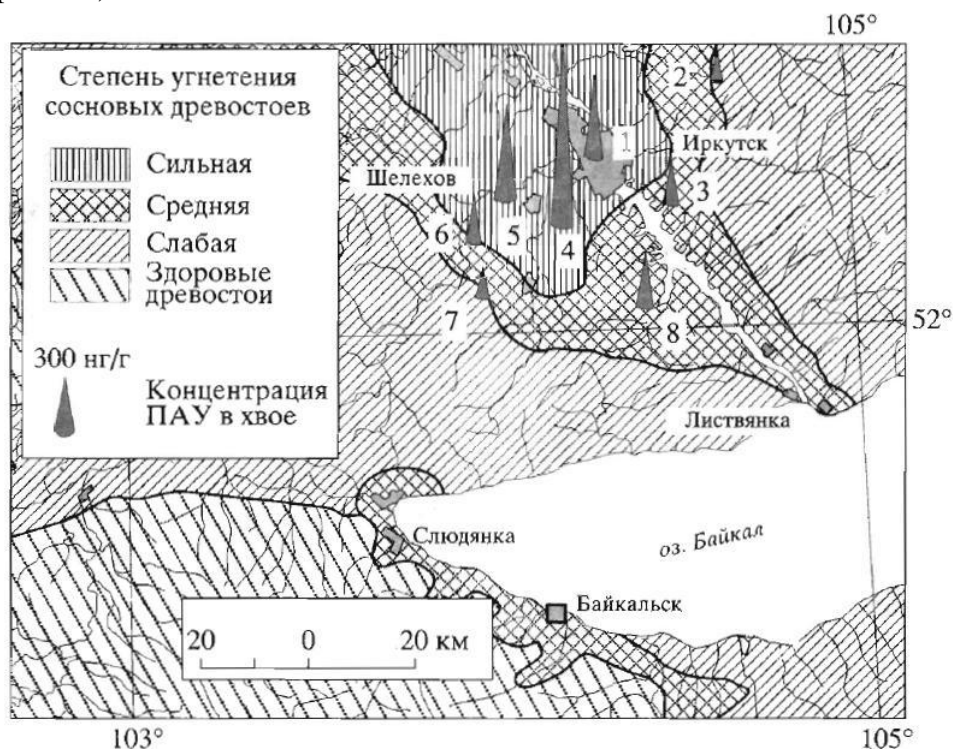 105°
Степень угнетения
сосновых древостоев
Сильная
Средняя
Слабая
Здоровые
древостои
300 нг/г
Концентрация
ПАУ в хвое
2
1
Иркутск
Шелехов
3
6
5
4
7
8
52°
Листвянка
Слюдянка
оз. Байкал
Байкальск
20 0 20 км
103°
105°